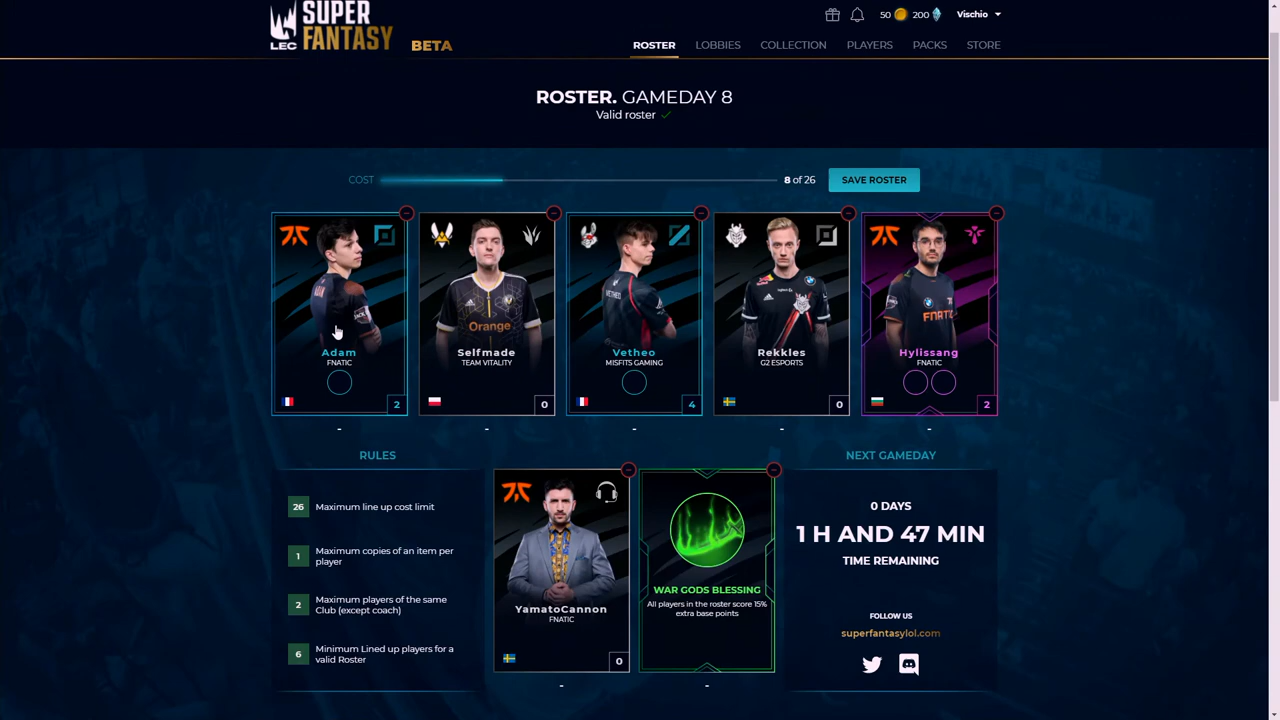 LEC
SUPER
FANTASY
BETA
50
200
Vischio
ROSTER
LOBBIES
COLLECTION
PLAYERS
PACKS
STORE
ROSTER. GAMEDAY 8
Valid roster
COST
8 of 26
SAVE ROSTER
Adam
FNATIC
2
Orange
Selfmade
TEAM VITALITY
0
VETHEO
Vetheo
MISFITS GAMING
4
Rekkles
G2 ESPORTS
0
FNATIC
Hylissang
FNATIC
2
-
-
-
-
-
RULES
26
Maximum line up cost limit
1
Maximum copies of an item per
player
2
Maximum players of the same
Club (except coach)
6
Minimum Lined up players for a
valid Roster
YamatoCannon
FNATIC
0
-
WAR GODS BLESSING
All players in the roster score 15%
extra base points
-
NEXT GAMEDAY
0 DAYS
1 H AND 47 MIN
TIME REMAINING
FOLLOW US
superfantasylol.com